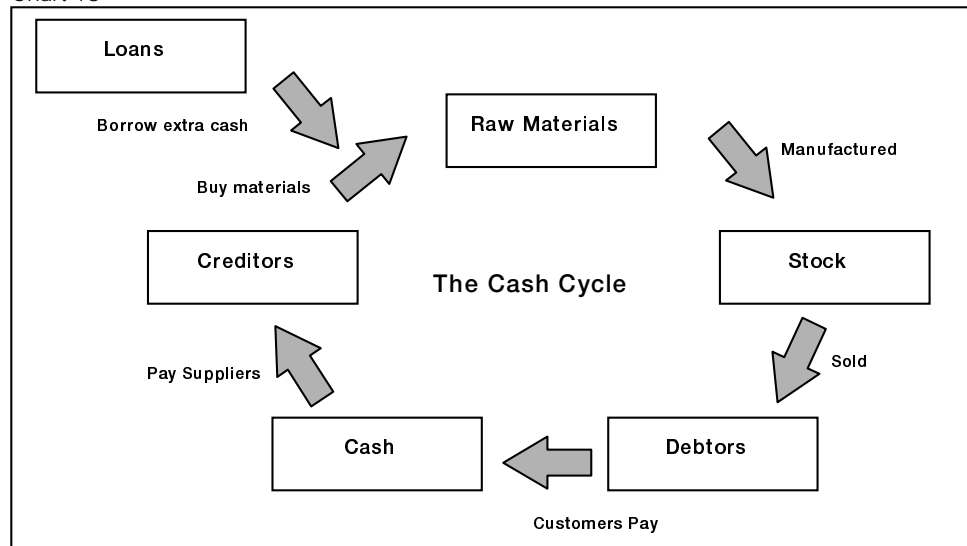 Loans
Borrow extra cash
Raw Materials
Manufactured
Buy materials
Creditors
The Cash Cycle
Stock
Pay Suppliers
Sold
Cash
Debtors
Customers Pay